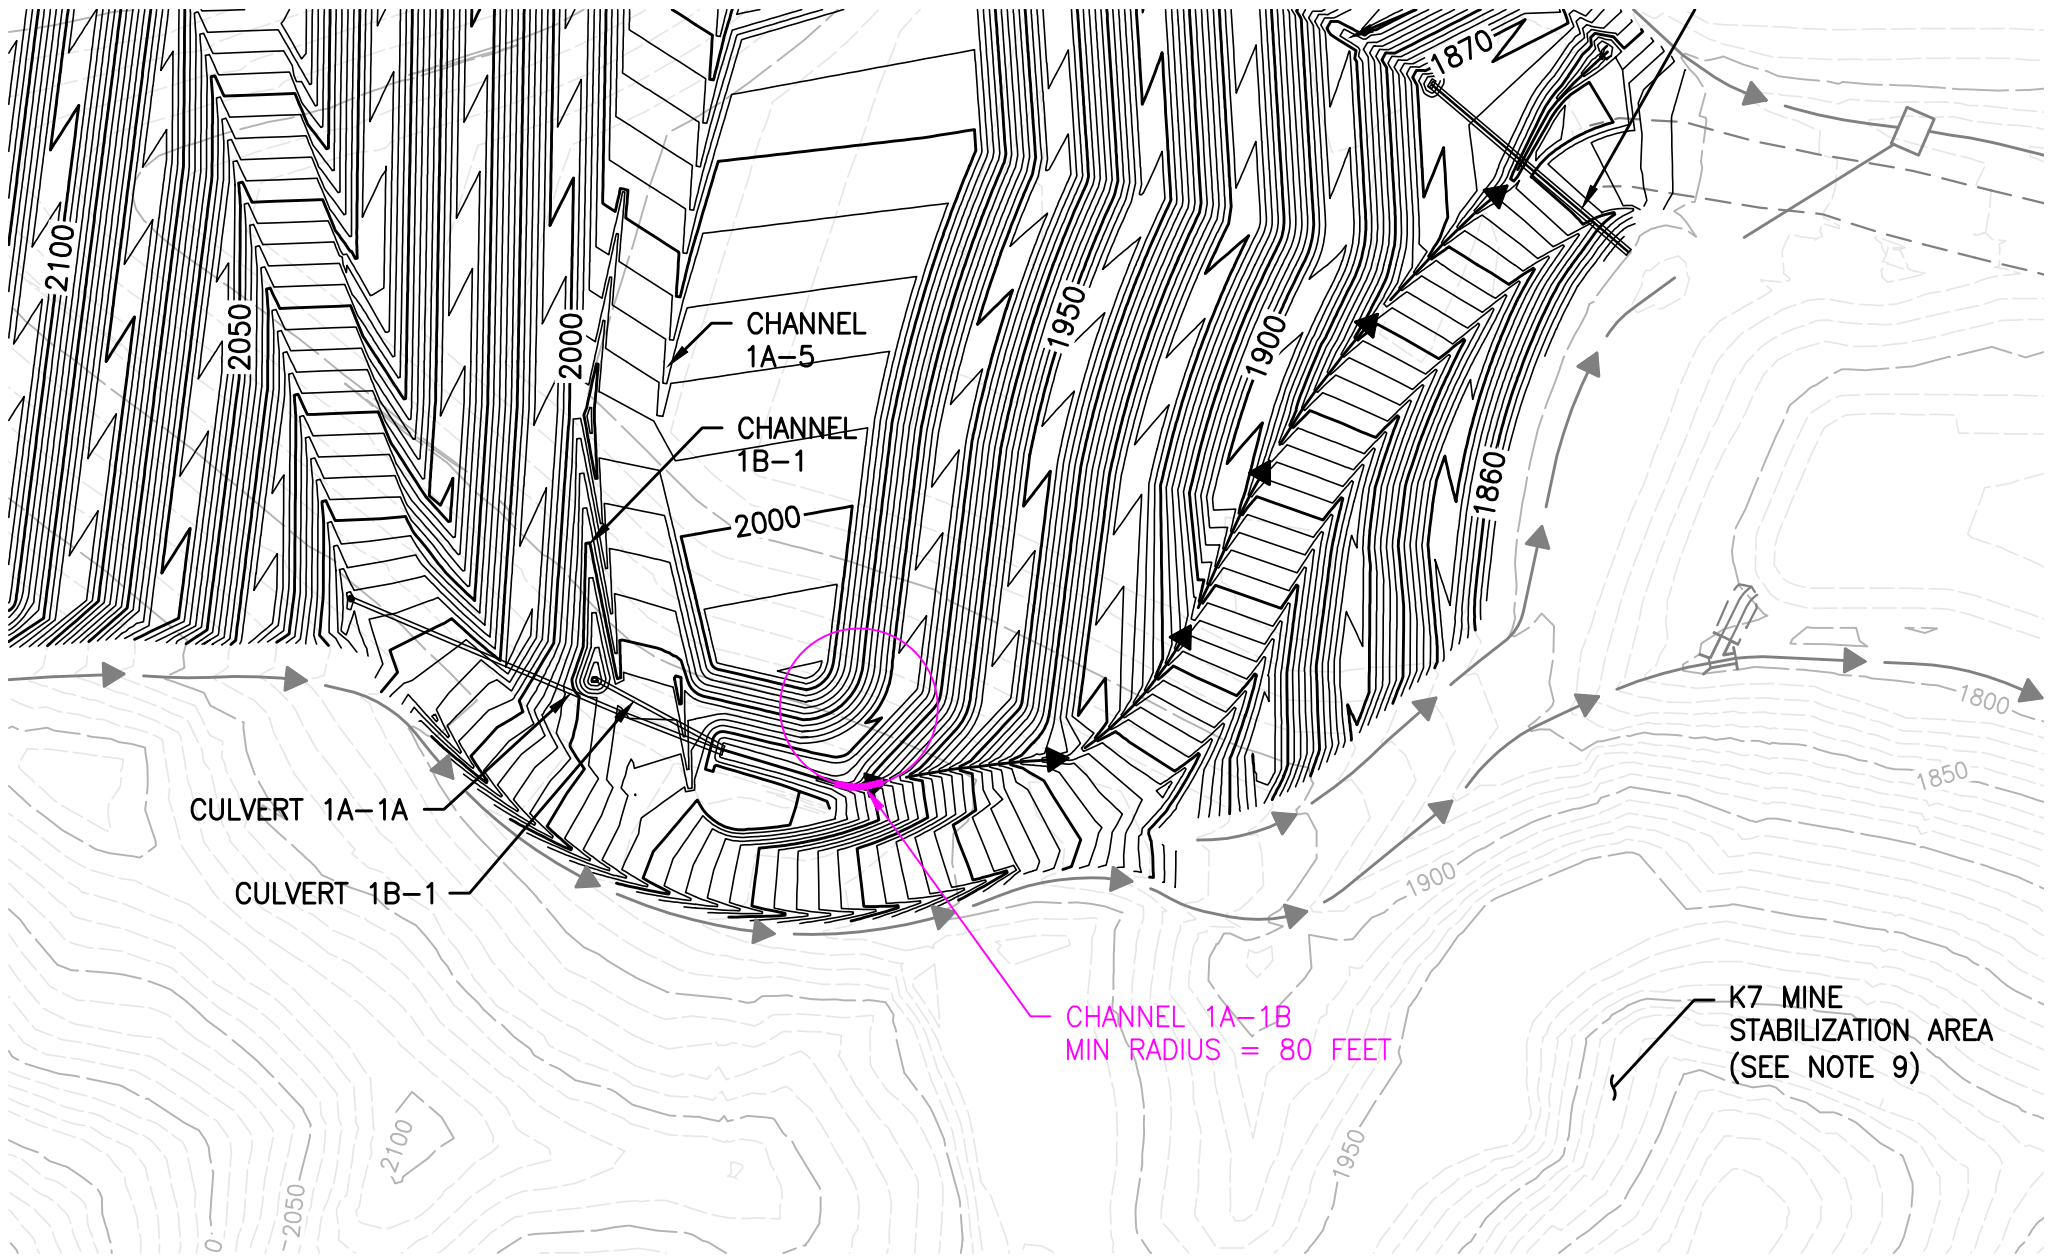 1870
2100
2050
2000
1950
1900
CHANNEL
1A-5
CHANNEL
1B-1
2000
1860
1800
1850
CULVERT 1A-1A
CULVERT 1B-1
1900
CHANNEL 1A-1B
MIN RADIUS = 80 FEET
K7 MINE
STABILIZATION AREA
(SEE NOTE 9)
2100
1950
2050
0